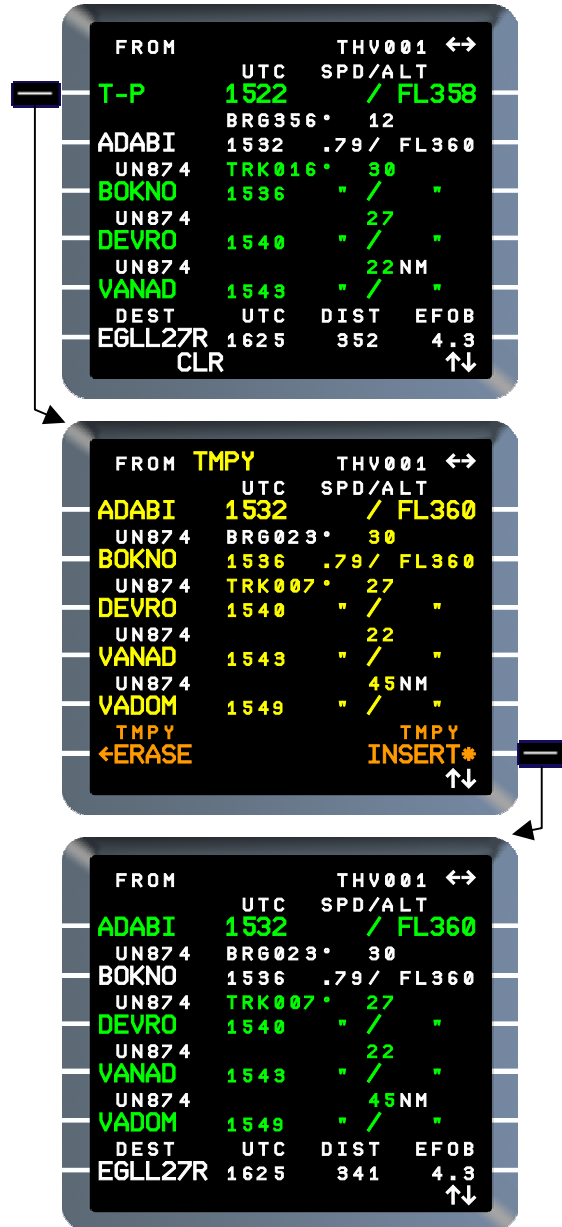 FROM THV001 ←→
UTC SPD/ALT
T-P 1522 / FL358
BRG356° 12
ADABI 1532 .79/ FL360
UN874 TRK016° 30
BOKNO 1536 " / "
UN874 27
DEVRO 1540 " / "
UN874 22NM
VANAD 1543 " / "
DEST UTC DIST EFOB
EGLL27R 1625 352 4.3
CLR ↑↓
FROM TMPY THV001 ←→
UTC SPD/ALT
ADABI 1532 / FL360
UN874 BRG023° 30
BOKNO 1536 .79/ FL360
UN874 TRK007° 27
DEVRO 1540 " / "
UN874 22
VANAD 1543 " / "
UN874 45NM
VADOM 1549 " / "
TMPY TMPY
←ERASE INSERT*
↑↓
FROM THV001 ←→
UTC SPD/ALT
ADABI 1532 / FL360
UN874 BRG023° 30
BOKNO 1536 .79/ FL360
UN874 TRK007° 27
DEVRO 1540 " / "
UN874 22
VANAD 1543 " / "
UN874 45NM
VADOM 1549 " / "
DEST UTC DIST EFOB
EGLL27R 1625 341 4.3
↑↓